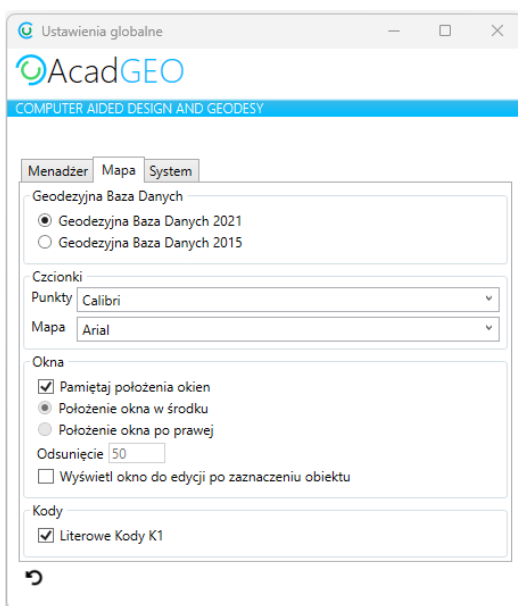 Ustawienia globalne
AcadGEO
COMPUTER AIDED DESIGN AND GEODESY
Menadżer Mapa System
Geodezyjna Baza Danych
Geodezyjna Baza Danych 2021
Geodezyjna Baza Danych 2015
Czcionki
Punkty Calibri
Mapa Arial
Okna
Pamiętaj położenia okien
Położenie okna w środku
Położenie okna po prawej
Odsunięcie 50
Wyświetl okno do edycji po zaznaczeniu obiektu
Kody
Literowe Kody K1